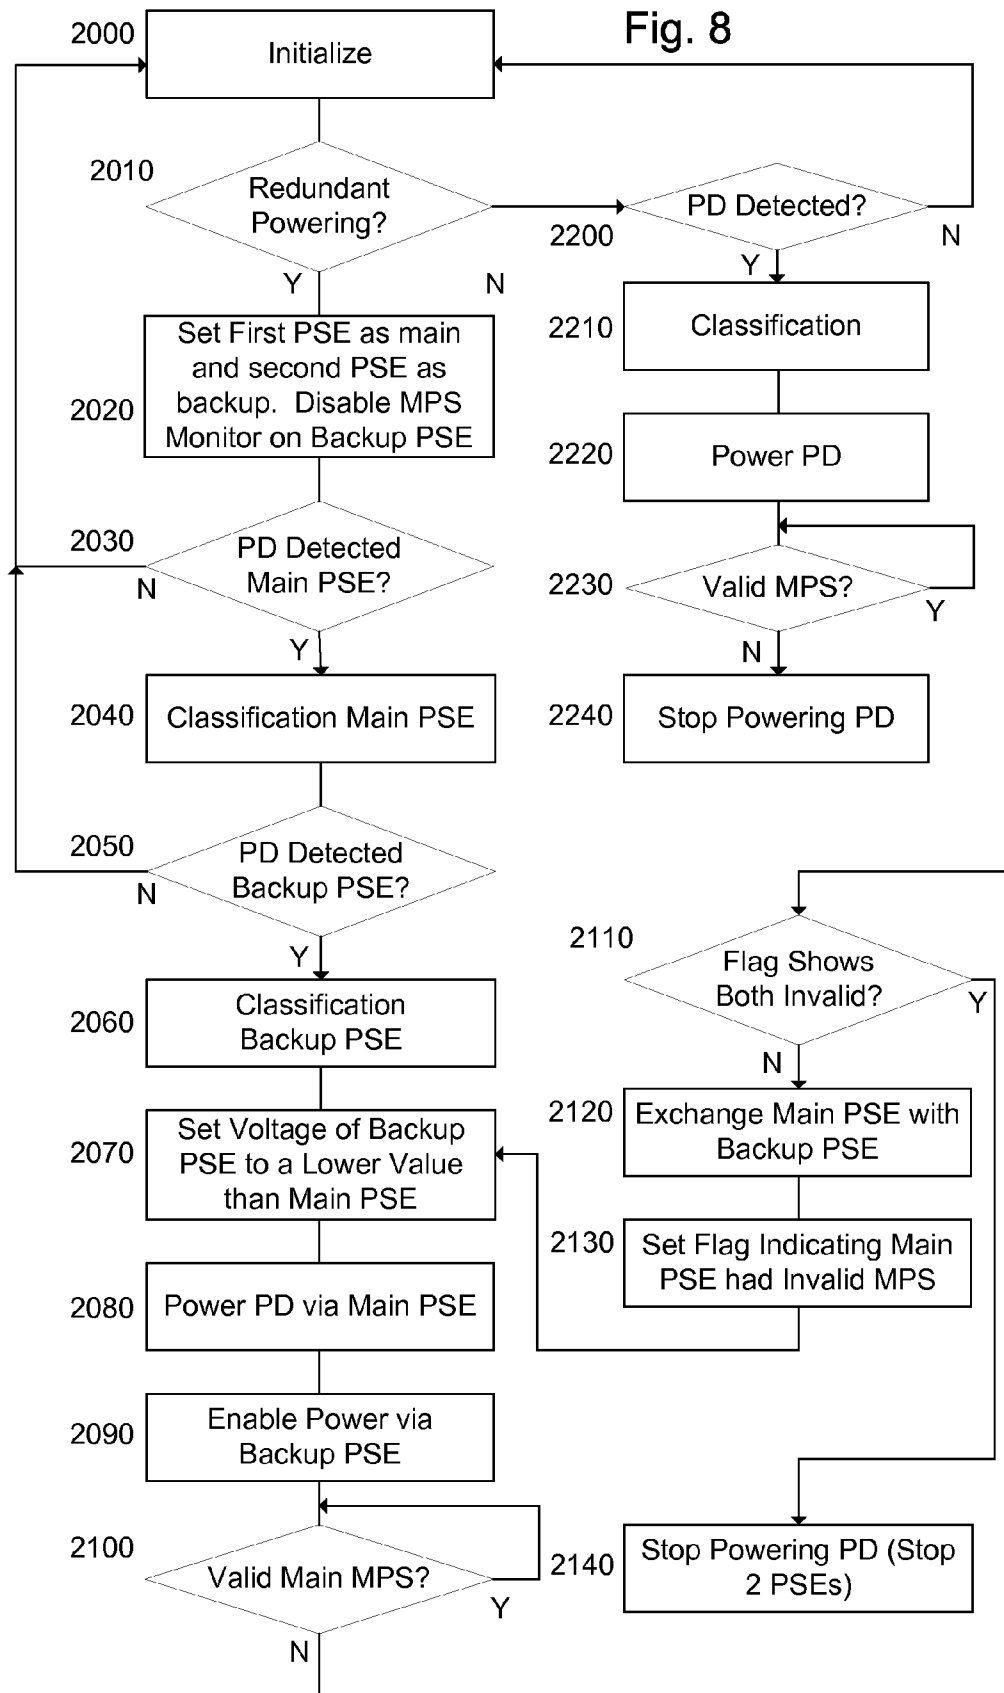 Fig. 8
2000
Initialize
2010
Redundant
Powering?
Y
N
2020
Set First PSE as main
and second PSE as
backup.  Disable MPS
Monitor on Backup PSE
2030
PD Detected
Main PSE?
N
Y
2040
Classification Main PSE
2050
PD Detected
Backup PSE?
N
Y
2060
Classification
Backup PSE
2070
Set Voltage of Backup
PSE to a Lower Value
than Main PSE
2080
Power PD via Main PSE
2090
Enable Power via
Backup PSE
2100
Valid Main MPS?
Y
N
2200
PD Detected?
N
Y
2210
Classification
2220
Power PD
2230
Valid MPS?
Y
N
2240
Stop Powering PD
2110
Flag Shows
Both Invalid?
Y
N
2120
Exchange Main PSE with
Backup PSE
2130
Set Flag Indicating Main
PSE had Invalid MPS
2140
Stop Powering PD (Stop
2 PSEs)